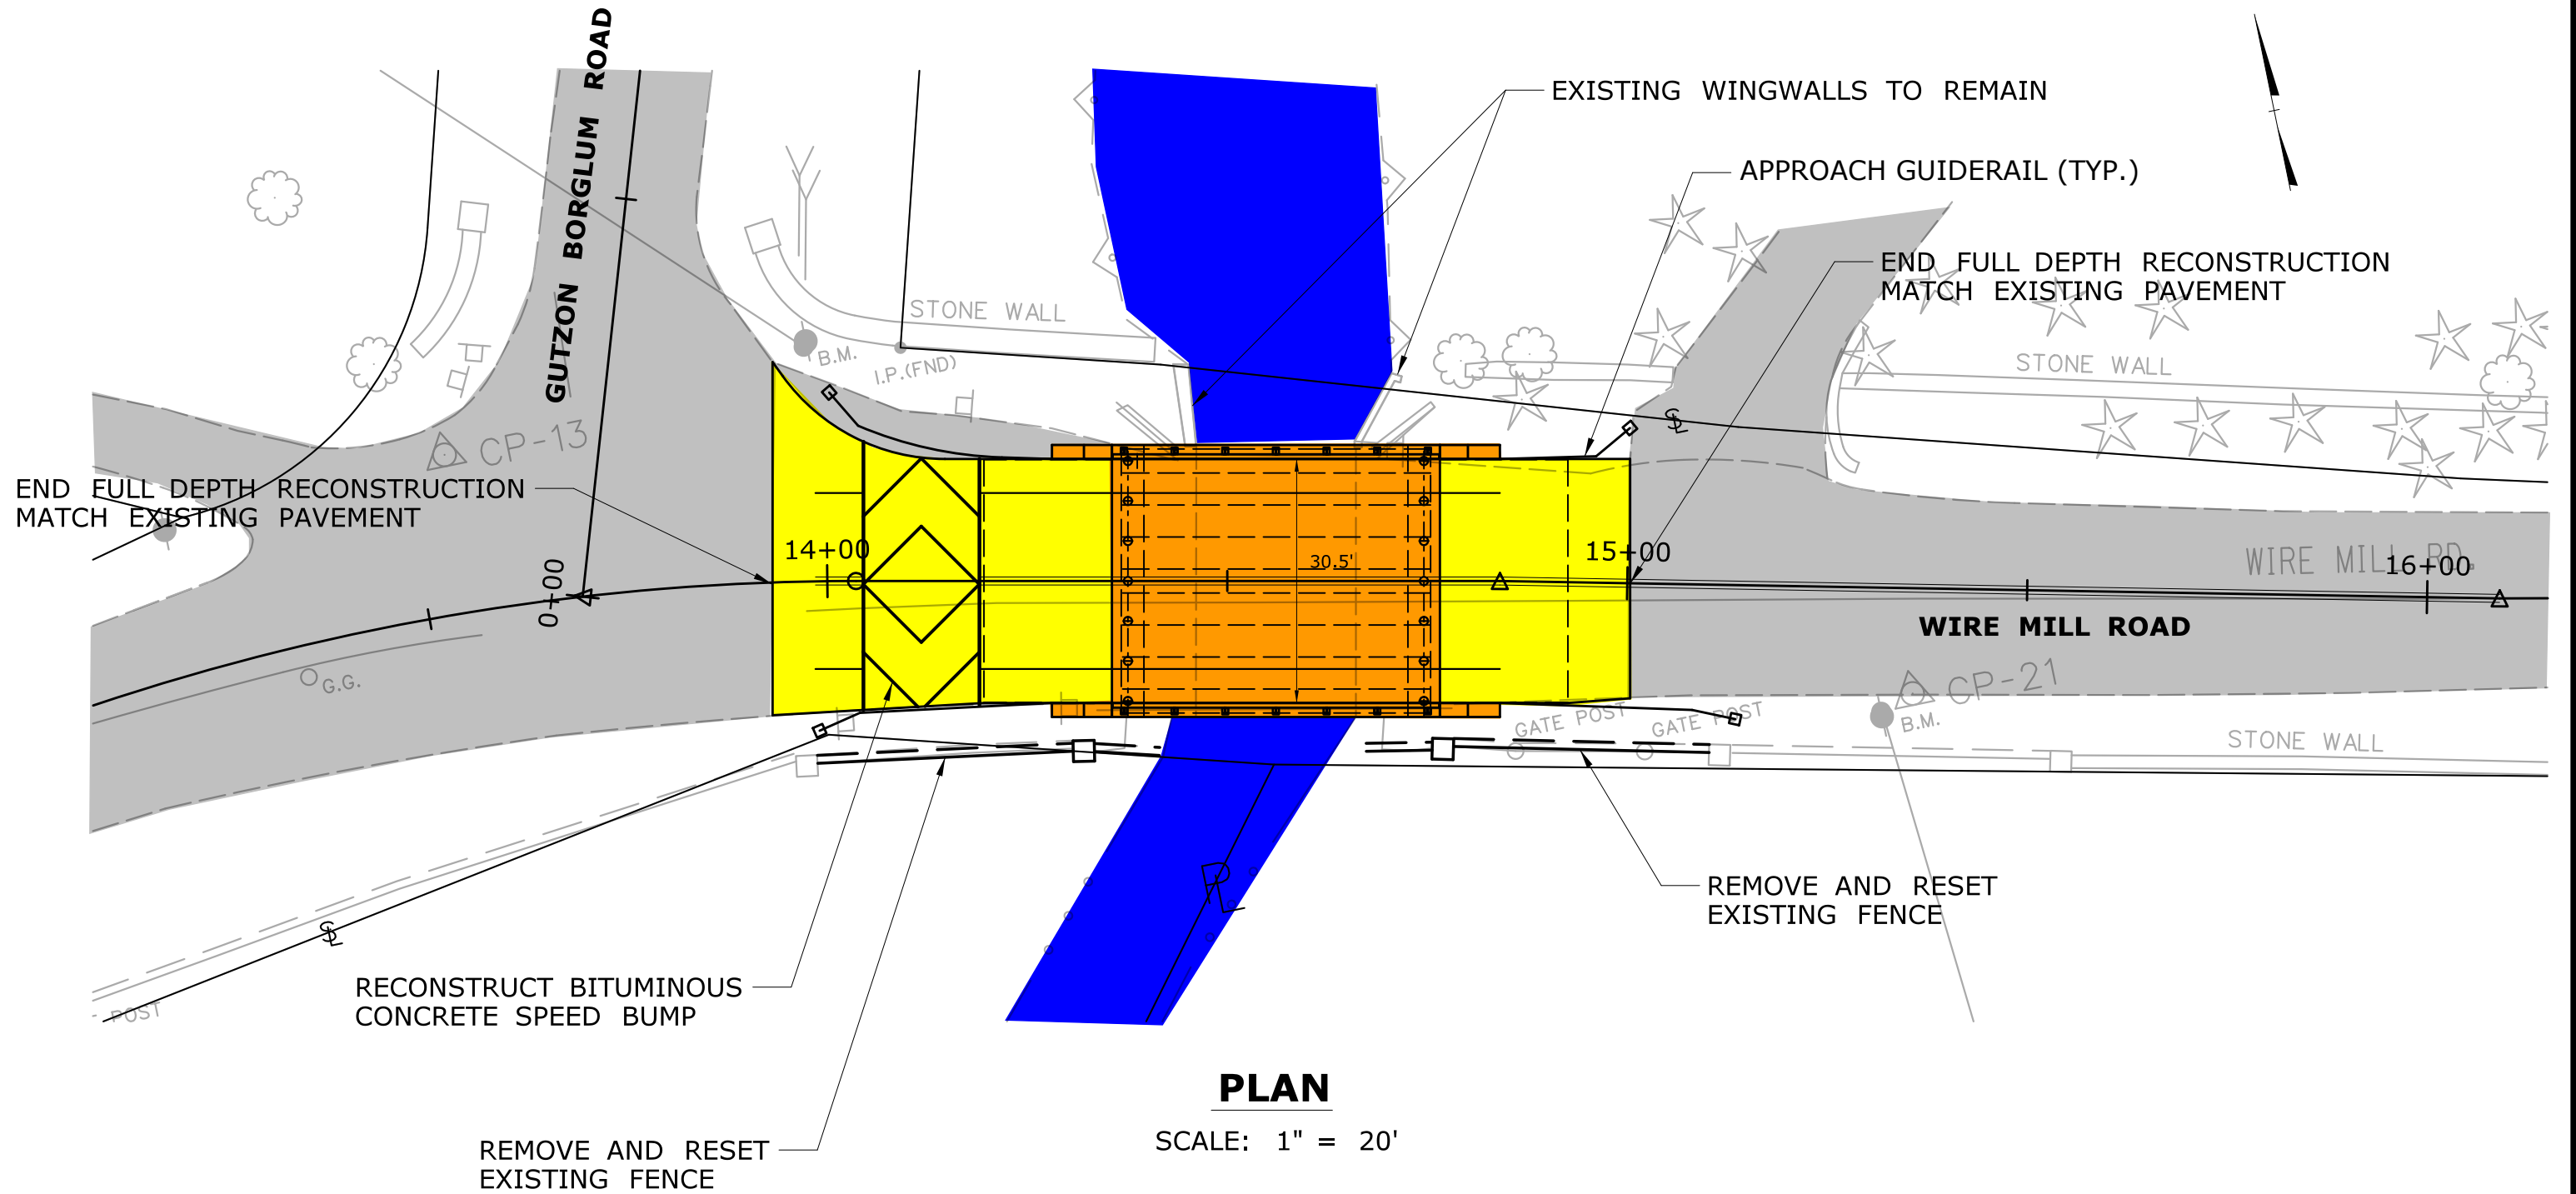 GUTZON BORGLUM ROAD
EXISTING WINGWALLS TO REMAIN
APPROACH GUIDERAIL (TYP.)
END FULL DEPTH RECONSTRUCTION
MATCH EXISTING PAVEMENT
STONE WALL
B.M.
I.P.(FND)
STONE WALL
CP-13
END FULL DEPTH RECONSTRUCTION
MATCH EXISTING PAVEMENT
14+00
30.5'
15+00
WIRE MILL RD.
16+00
0+00
WIRE MILL ROAD
G.G.
CP-21
GATE POST
GATE POST
B.M.
STONE WALL
REMOVE AND RESET
EXISTING FENCE
RECONSTRUCT BITUMINOUS
CONCRETE SPEED BUMP
POST
PLAN
SCALE: 1" = 20'
REMOVE AND RESET
EXISTING FENCE